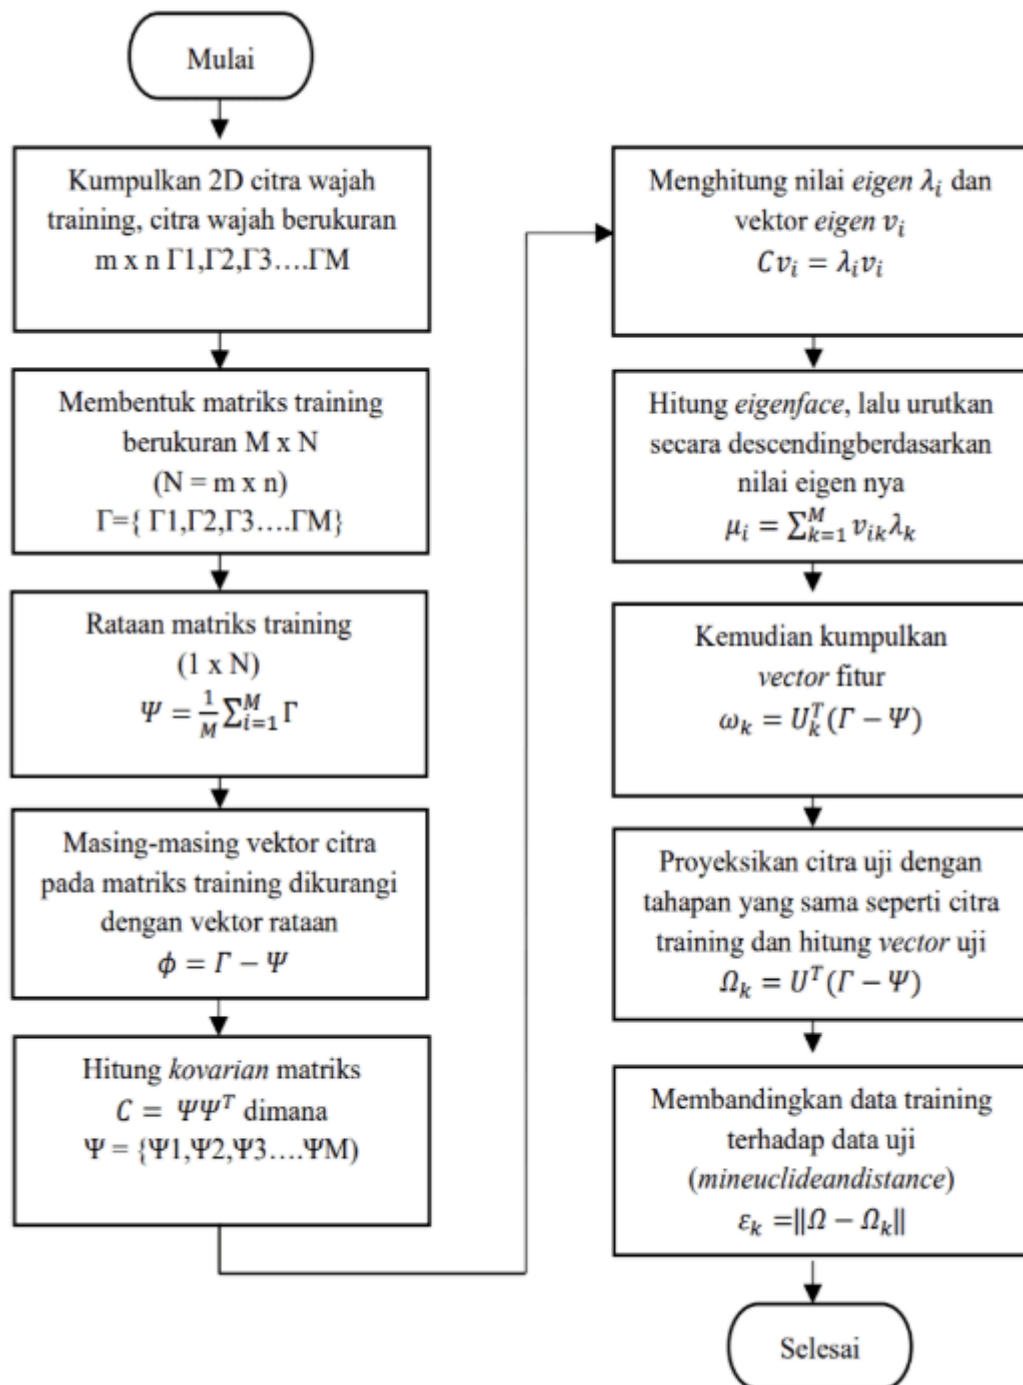 Mulai
Kumpulkan 2D citra wajah
training, citra wajah berukuran
m x n Γ1,Γ2,Γ3….ΓM
Membentuk matriks training
berukuran M x N
(N = m x n)
Γ={ Γ1,Γ2,Γ3….ΓM}
Rataan matriks training
(1 x N)
Ψ = 1/M ∑_{i=1}^{M} Γ
Masing-masing vektor citra
pada matriks training dikurangi
dengan vektor rataan
ϕ = Γ − Ψ
Hitung kovarian matriks
C = ΨΨ^T dimana
Ψ = {Ψ1,Ψ2,Ψ3….ΨM)
Menghitung nilai eigen λ_i dan
vektor eigen v_i
Cv_i = λ_i v_i
Hitung eigenface, lalu urutkan
secara descendingberdasarkan
nilai eigen nya
μ_i = ∑_{k=1}^{M} v_{ik} λ_k
Kemudian kumpulkan
vector fitur
ω_k = U_k^T (Γ − Ψ)
Proyeksikan citra uji dengan
tahapan yang sama seperti citra
training dan hitung vector uji
Ω_k = U^T (Γ − Ψ)
Membandingkan data training
terhadap data uji
(mineuclideandistance)
ε_k =‖Ω − Ω_k‖
Selesai